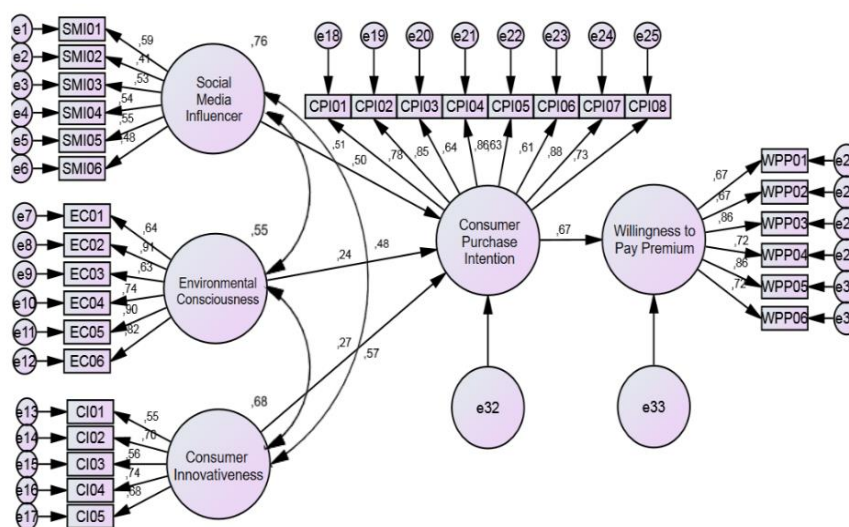 e1 SMI01
e2 SMI02
e3 SMI03
e4 SMI04
e5 SMI05
e6 SMI06
,59
,41
,53
,54
,55
,48
,76
Social
Media
Influencer
e7 EC01
e8 EC02
e9 EC03
e10 EC04
e11 EC05
e12 EC06
,64
,91
,63
,74
,90
,82
,55
Environmental
Consciousness
e13 CI01
e14 CI02
e15 CI03
e16 CI04
e17 CI05
,55
,70
,56
,74
,68
,68
Consumer
Innovativeness
,50
,24
,48
,27
,57
e18 e19 e20 e21 e22 e23 e24 e25
CPI01 CPI02 CPI03 CPI04 CPI05 CPI06 CPI07 CPI08
,51 ,78 ,85 ,64 ,86 ,63 ,61 ,88 ,73
Consumer
Purchase
Intention
,67
Willingness to
Pay Premium
,67
,67
,86
,72
,86
,72
WPP01
WPP02
WPP03
WPP04
WPP05
WPP06
e32
e33